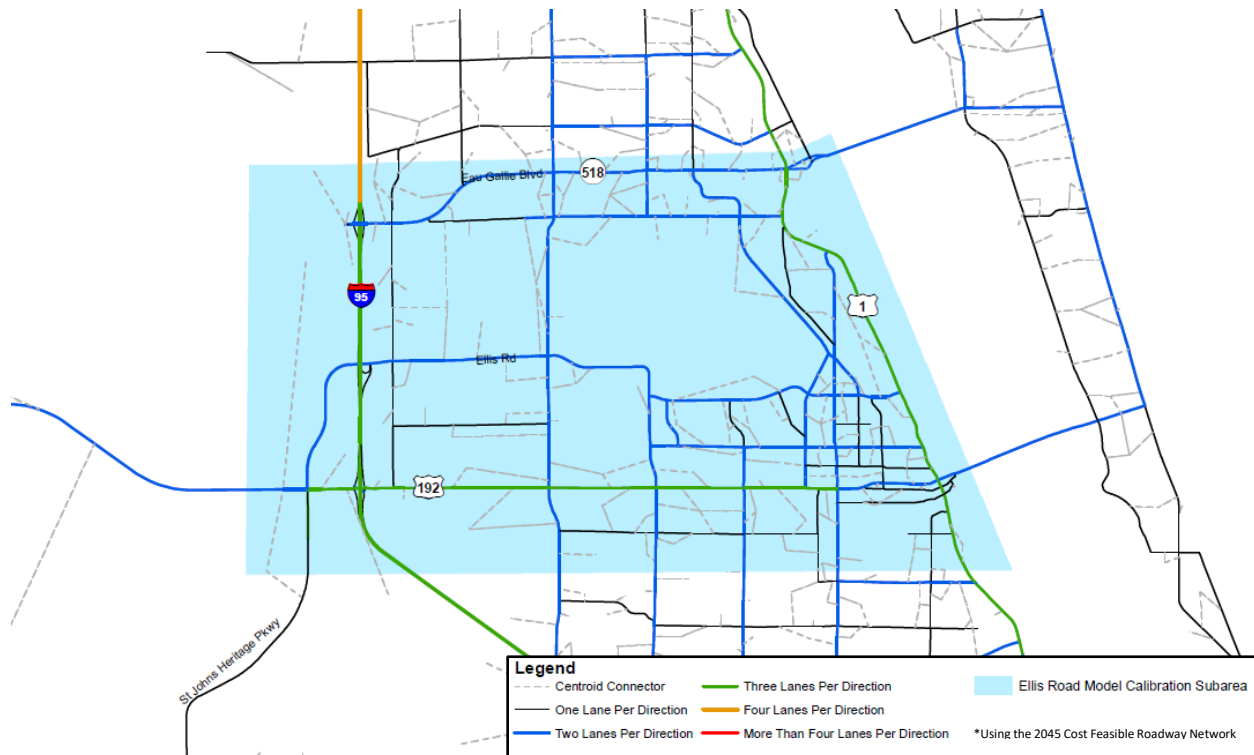 Eau Gallie Blvd
518
95
1
Ellis Rd
192
St Johns Heritage Pkwy
Legend
Centroid Connector
One Lane Per Direction
Two Lanes Per Direction
Three Lanes Per Direction
Four Lanes Per Direction
More Than Four Lanes Per Direction
Ellis Road Model Calibration Subarea
*Using the 2045 Cost Feasible Roadway Network